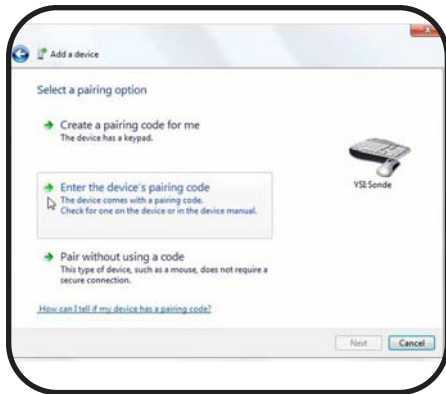 Add a device
Select a pairing option
Create a pairing code for me
The device has a keypad.
Enter the device's pairing code
The device comes with a pairing code.
Check for one on the device or in the device manual.
YSI:Sonde
Pair without using a code
This type of device, such as a mouse, does not require a
secure connection.
How can I tell if my device has a pairing code?
Next
Cancel